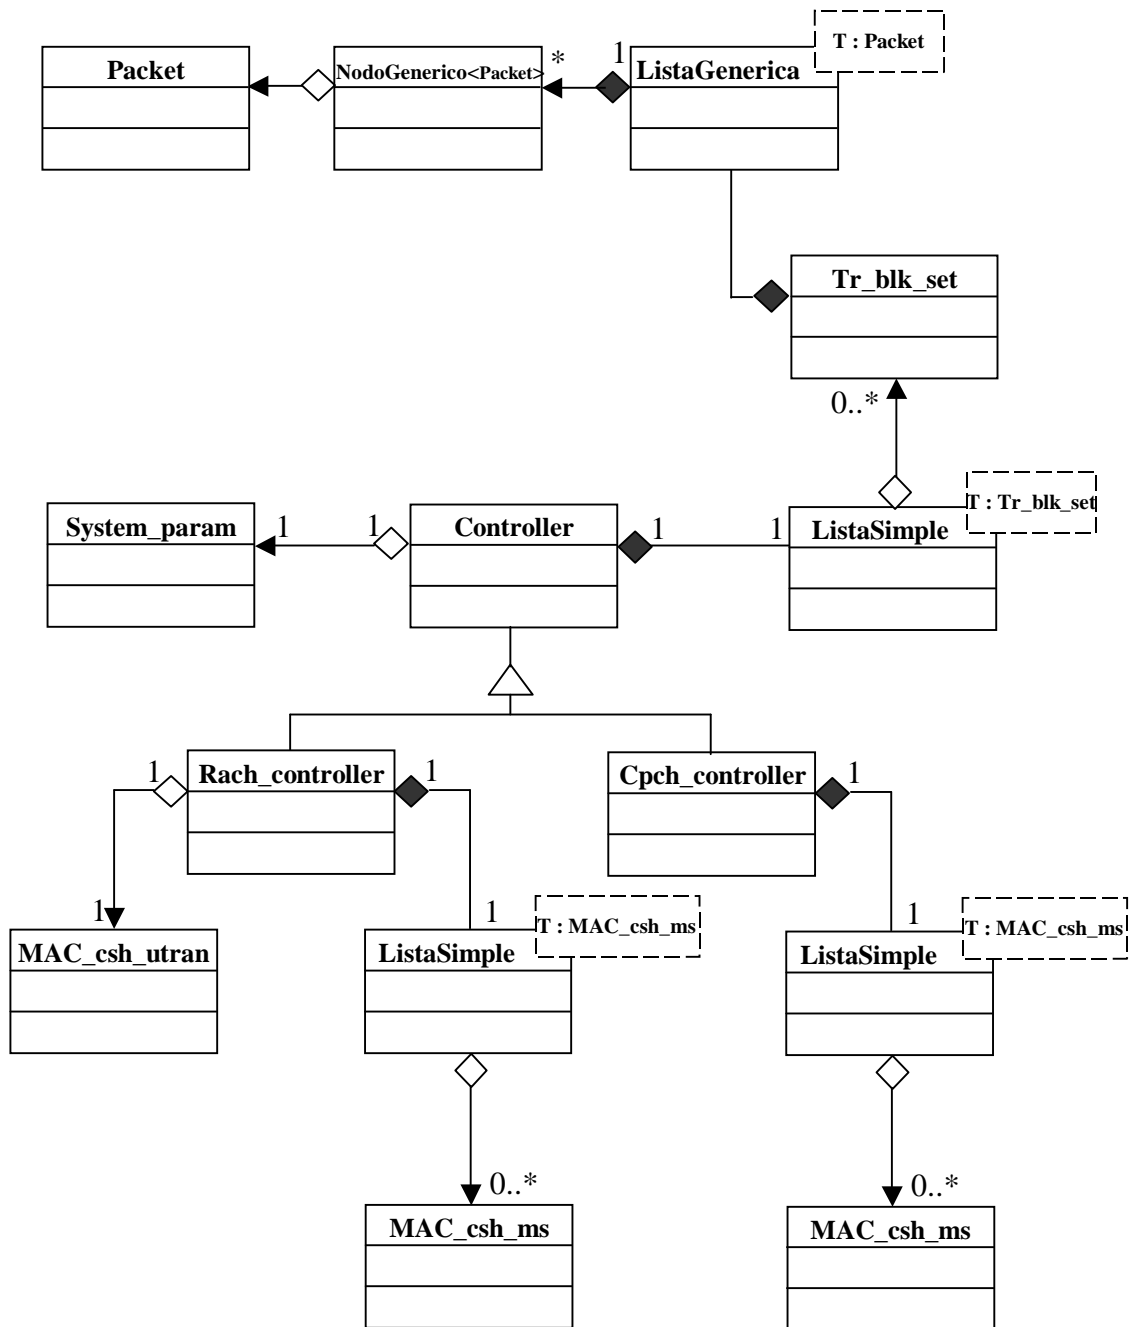 T : Packet
Packet
NodoGenerico<Packet>
*
1
ListaGenerica
Tr_blk_set
0..*
T : Tr_blk_set
System_param
1
1
Controller
1
1
ListaSimple
1
Rach_controller
1
Cpch_controller
1
1
1
T : MAC_csh_ms
1
T : MAC_csh_ms
MAC_csh_utran
ListaSimple
ListaSimple
0..*
0..*
MAC_csh_ms
MAC_csh_ms